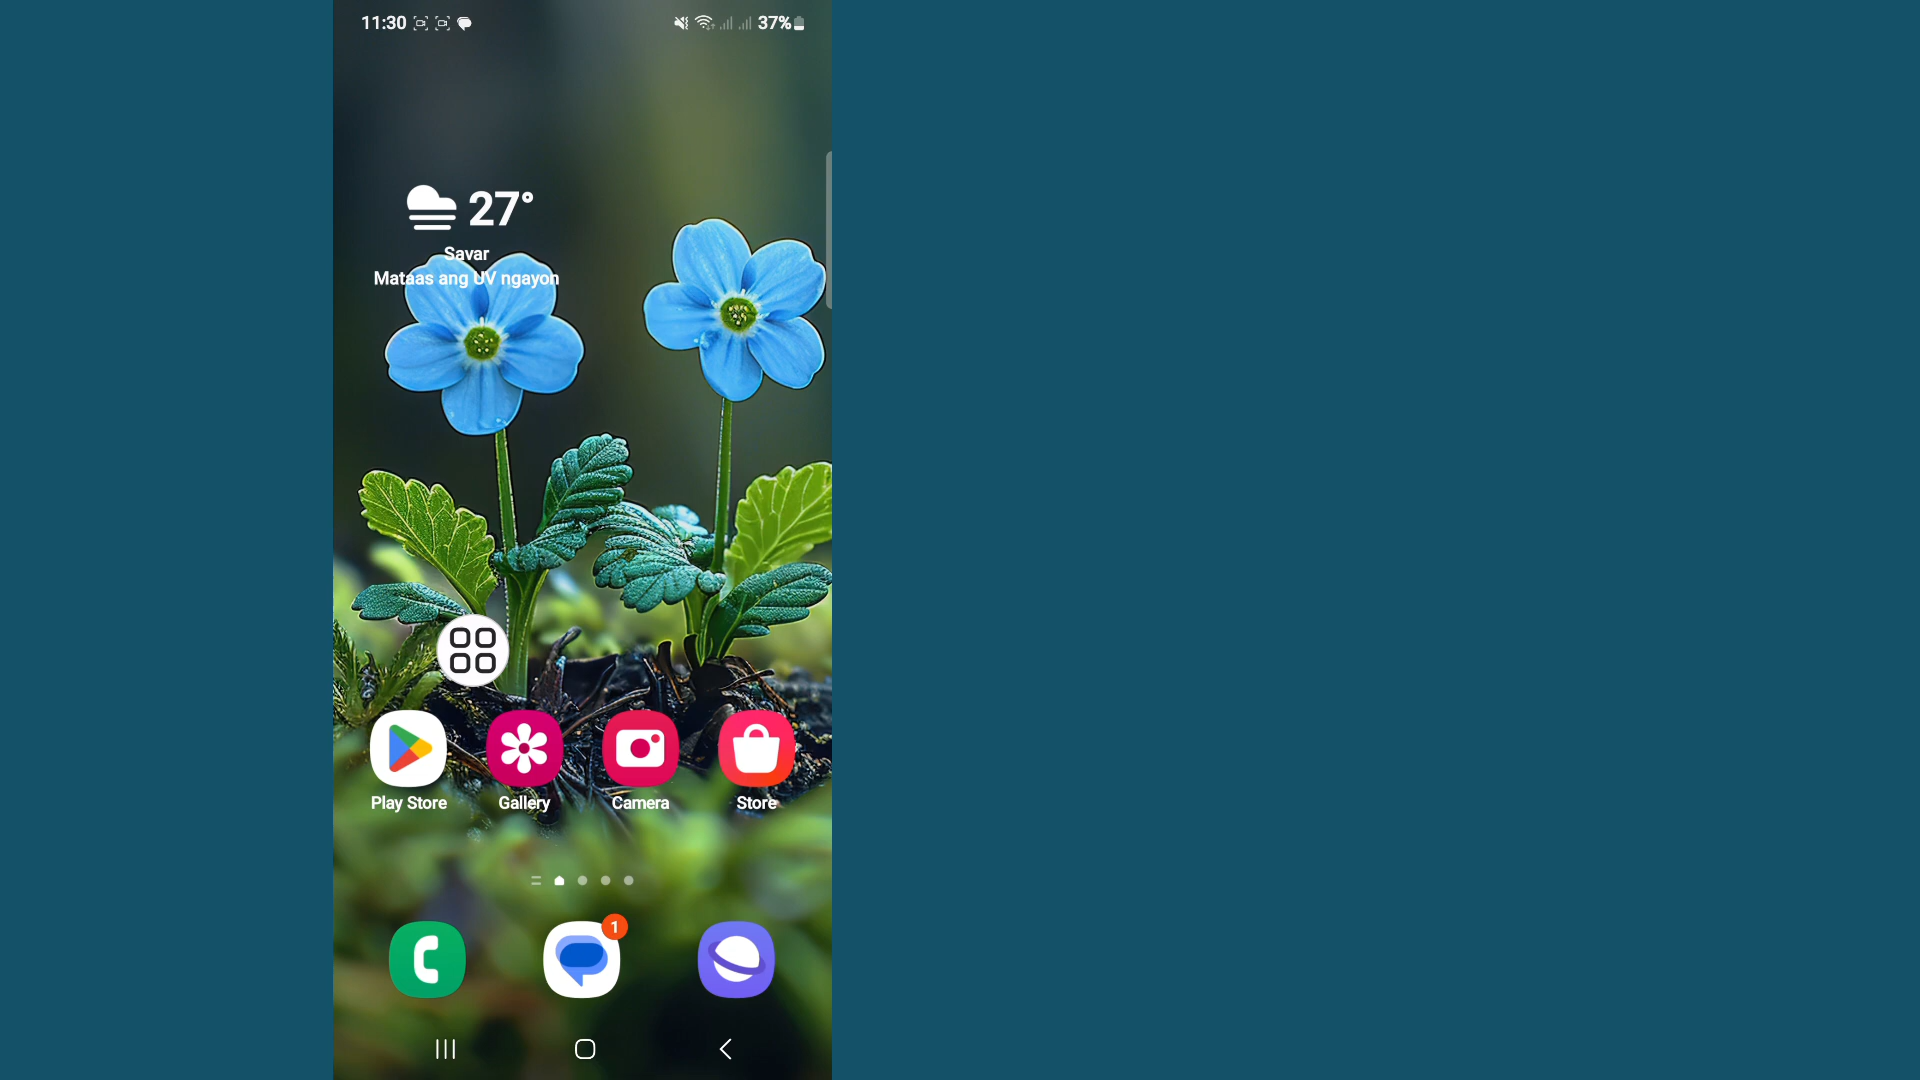 11:30
37%
27°
Savar
Mataas ang UV ngayon
Play Store
Gallery
Camera
Store
1